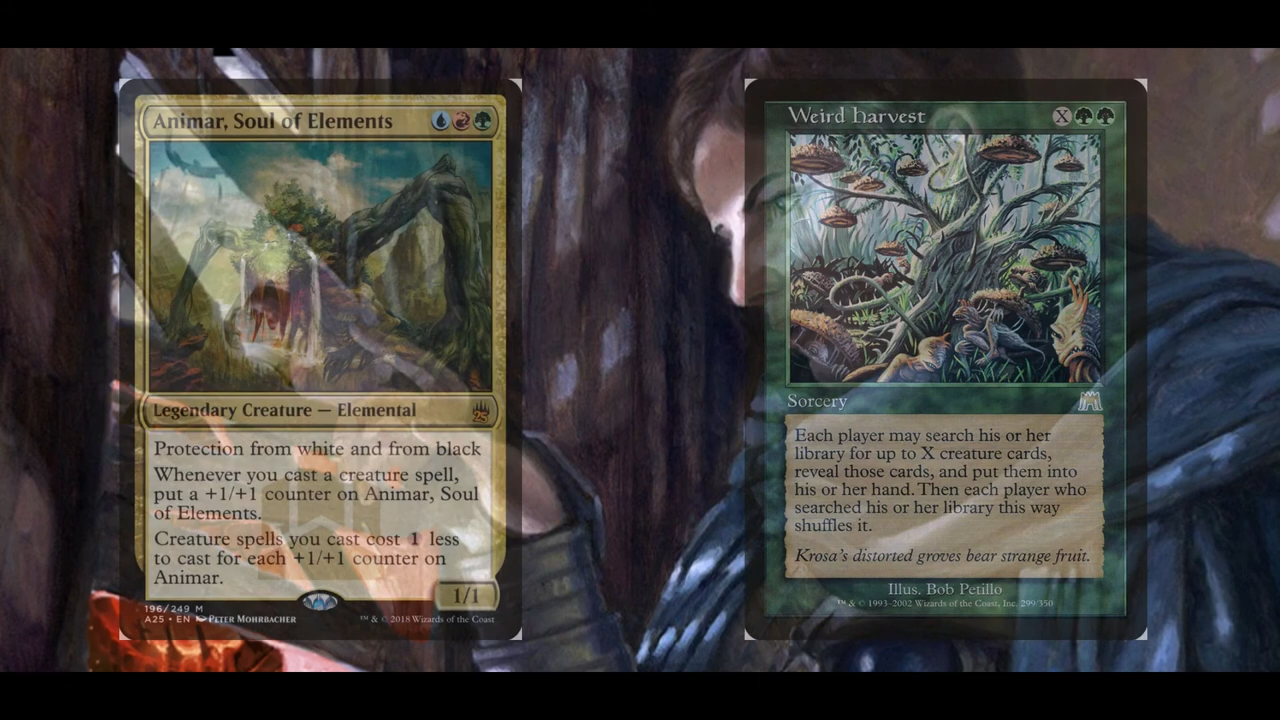 Animar, Soul of Elements
Legendary Creature — Elemental
Protection from white and from black
Whenever you cast a creature spell,
put a +1/+1 counter on Animar, Soul
of Elements.
Creature spells you cast cost 1 less
to cast for each +1/+1 counter on
Animar.
1/1
196/249 M
A25 • EN PETER MOHRBACHER
™ & © 2018 Wizards of the Coast
Weird Harvest
X
Sorcery
Each player may search his or her
library for up to X creature cards,
reveal those cards, and put them into
his or her hand. Then each player who
searched his or her library this way
shuffles it.
Krosa's distorted groves bear strange fruit.
Illus. Bob Petillo
™ & © 1993–2002 Wizards of the Coast, Inc. 299/350